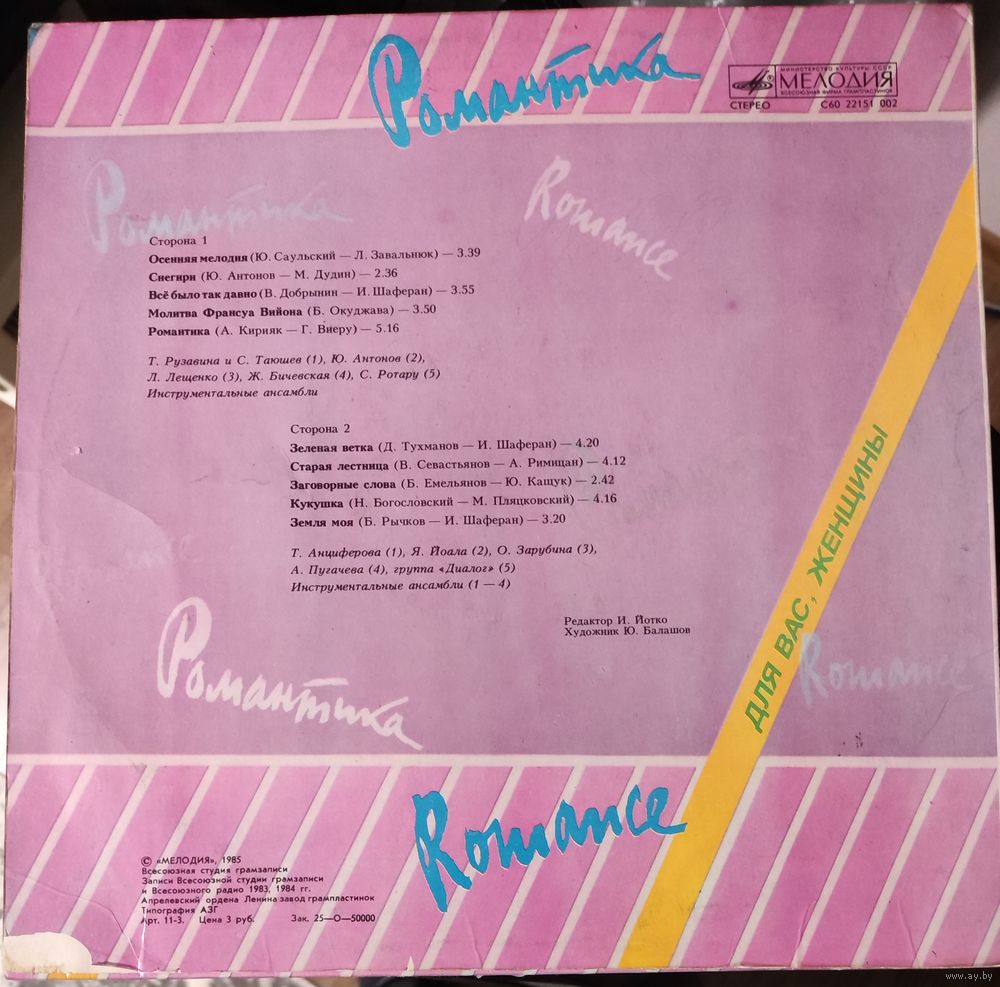 Романтика
МИНИСТЕРСТВО КУЛЬТУРЫ СССР
МЕЛОДИЯ
ВСЕСОЮЗНАЯ ФИРМА ГРАМПЛАСТИНОК
СТЕРЕО С60 22151 002
Романтика
Romance
Сторона 1
Осенняя мелодия (Ю. Саульский — Л. Завальнюк) — 3.39
Снегири (Ю. Антонов — М. Дудин) — 2.36
Всё было так давно (В. Добрынин — И. Шаферан) — 3.55
Молитва Франсуа Вийона (Б. Окуджава) — 3.50
Романтика (А. Кирияк — Г. Виеру) — 5.16
Т. Рузавина и С. Таюшев (1), Ю. Антонов (2),
Л. Лещенко (3), Ж. Бичевская (4), С. Ротару (5)
Инструментальные ансамбли
Сторона 2
Зеленая ветка (Д. Тухманов — И. Шаферан) — 4.20
Старая лестница (В. Севастьянов — А. Римицан) — 4.12
Заговорные слова (Б. Емельянов — Ю. Кащук) — 2.42
Кукушка (Н. Богословский — М. Пляцковский) — 4.16
Земля моя (Б. Рычков — И. Шаферан) — 3.20
Т. Анциферова (1), Я. Йоала (2), О. Зарубина (3),
А. Пугачева (4), группа «Диалог» (5)
Инструментальные ансамбли (1 — 4)
Редактор И. Йотко
Художник Ю. Балашов
ДЛЯ ВАС, ЖЕНЩИНЫ
Романтика
Romance
Romance
© «МЕЛОДИЯ», 1985
Всесоюзная студия грамзаписи
Записи Всесоюзной студии грамзаписи
и Всесоюзного радио 1983, 1984 гг.
Апрелевский ордена Ленина завод грампластинок
Типография АЗГ
Арт. 11-3. Цена 3 руб. Зак. 25—О—50000
www.ay.by